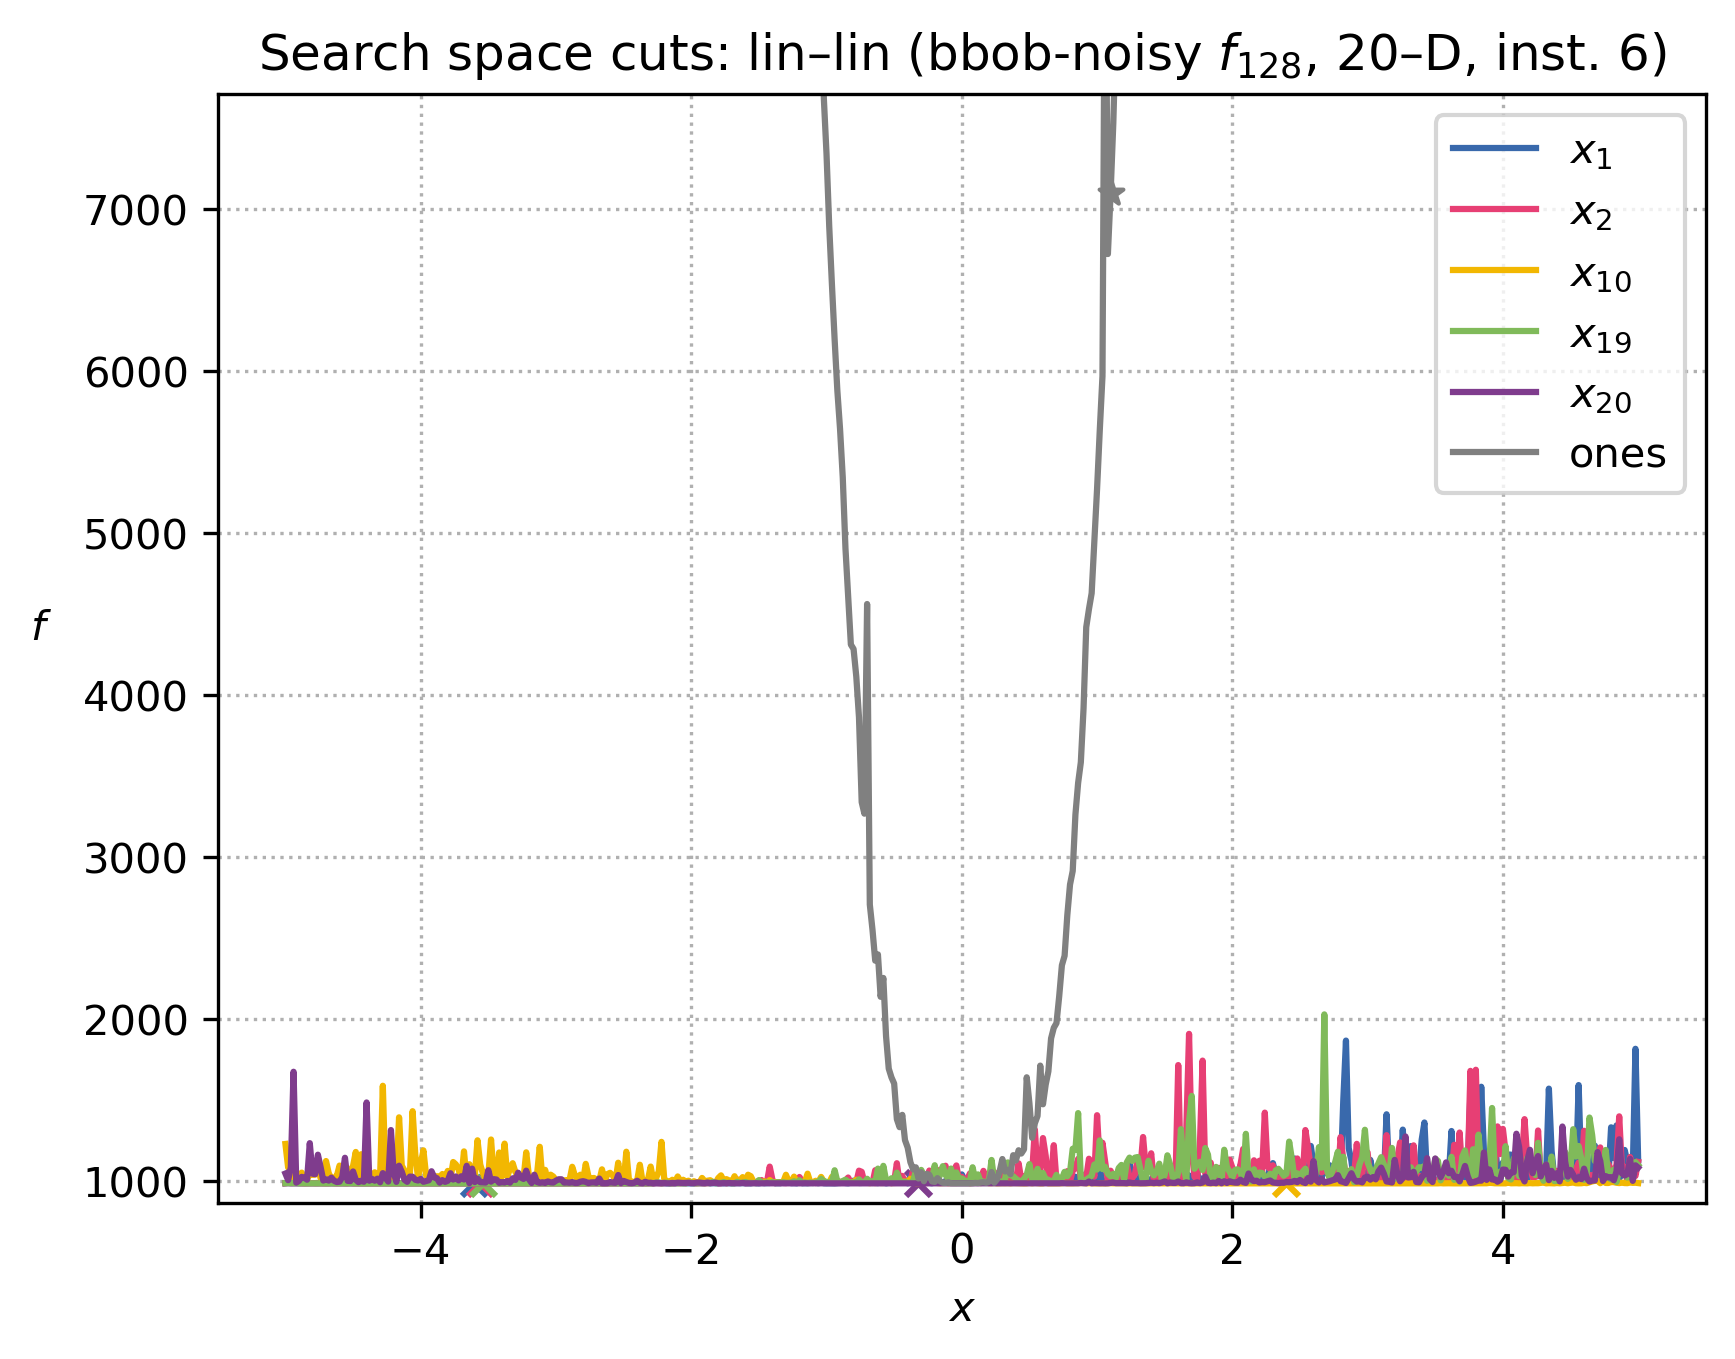 Search space cuts: lin–lin (bbob-noisy f128, 20–D, inst. 6)
x1
x2
x10
x19
x20
ones
7000
6000
5000
4000
3000
2000
1000
f
−4
−2
0
2
4
x